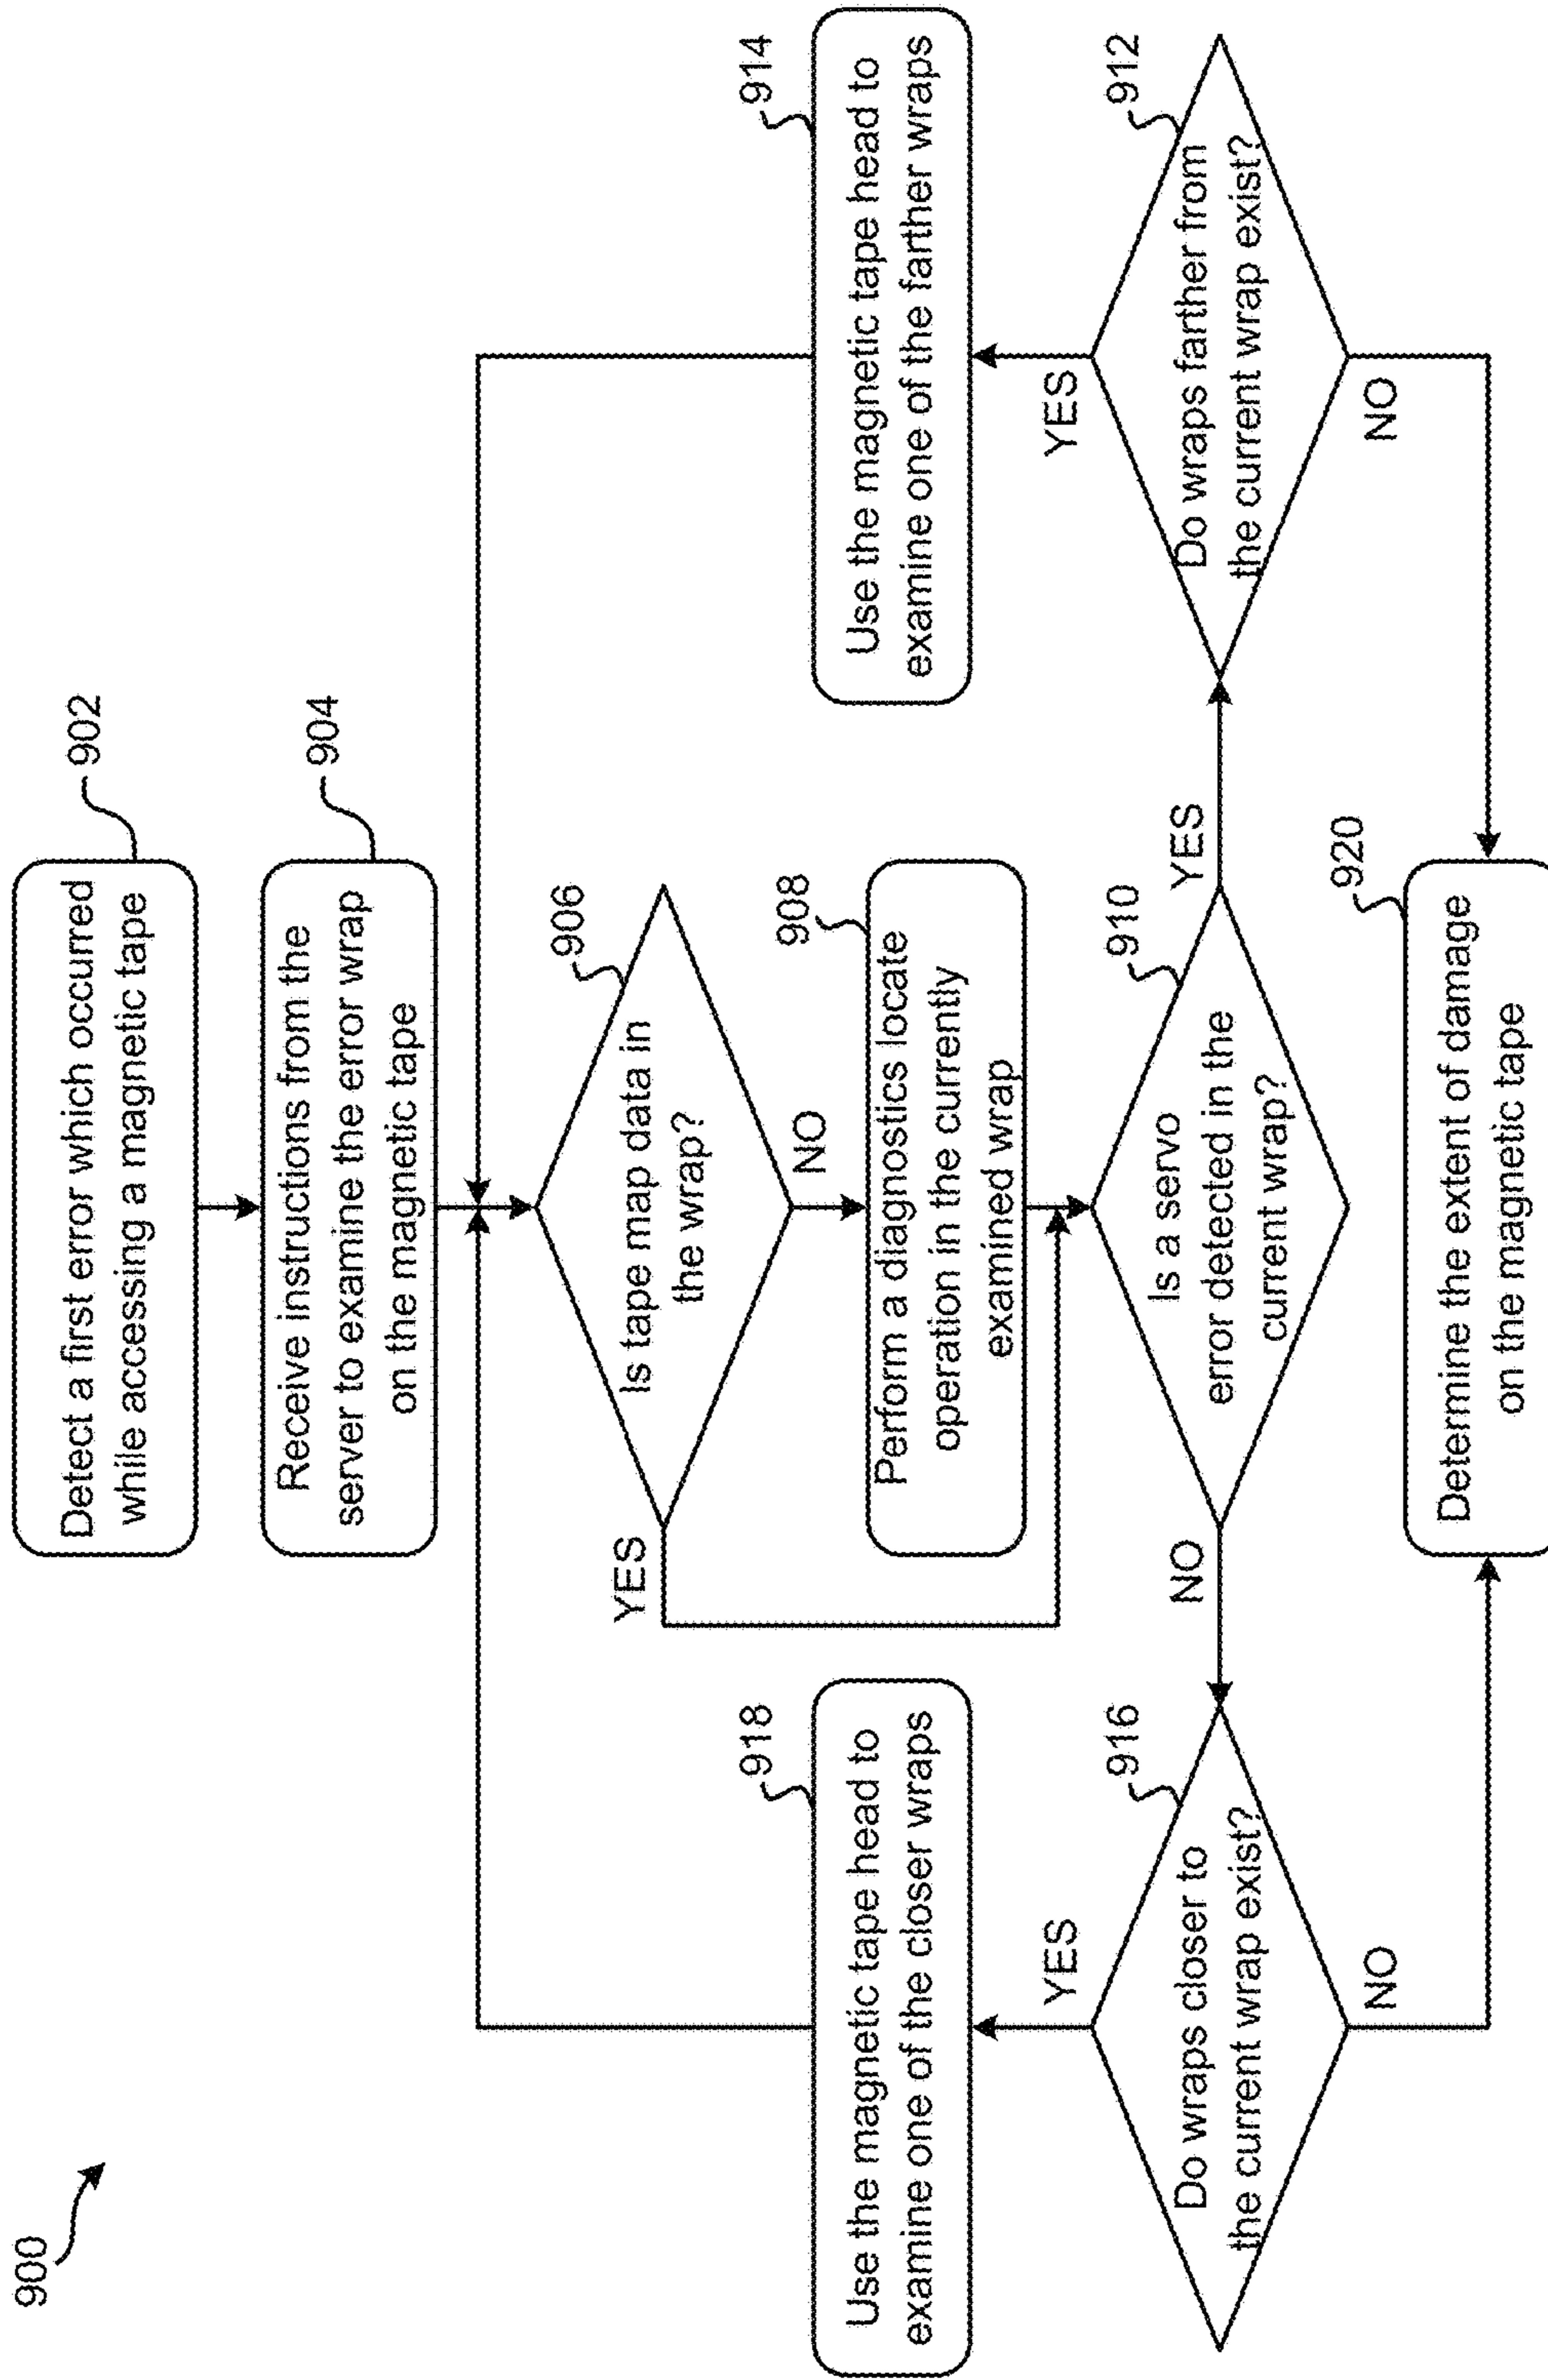 900
Detect a first error which occurred
while accessing a magnetic tape
902
Receive instructions from the
server to examine the error wrap
on the magnetic tape
904
Is tape map data in
the wrap?
906
YES
NO
Perform a diagnostics locate
operation in the currently
examined wrap
908
Is a servo
error detected in the
current wrap?
910
NO
YES
Do wraps farther from
the current wrap exist?
912
YES
NO
Use the magnetic tape head to
examine one of the farther wraps
914
Do wraps closer to
the current wrap exist?
916
YES
NO
Use the magnetic tape head to
examine one of the closer wraps
918
Determine the extent of damage
on the magnetic tape
920